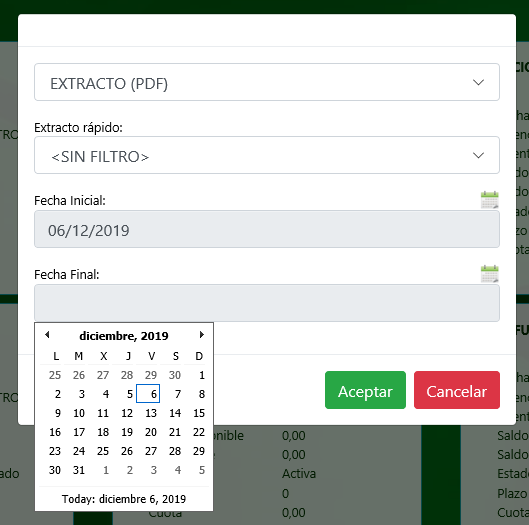 EXTRACTO (PDF)
Extracto rápido:
<SIN FILTRO>
Fecha Inicial:
06/12/2019
Fecha Final:
diciembre, 2019
L M X J V S D
25 26 27 28 29 30 1
2 3 4 5 6 7 8
9 10 11 12 13 14 15
16 17 18 19 20 21 22
23 24 25 26 27 28 29
30 31 1 2 3 4 5
Today: diciembre 6, 2019
Aceptar Cancelar
0,00 Saldo
0,00 Saldo
Activa Estado
0 Plazo
Cuota 0,00 Cuota